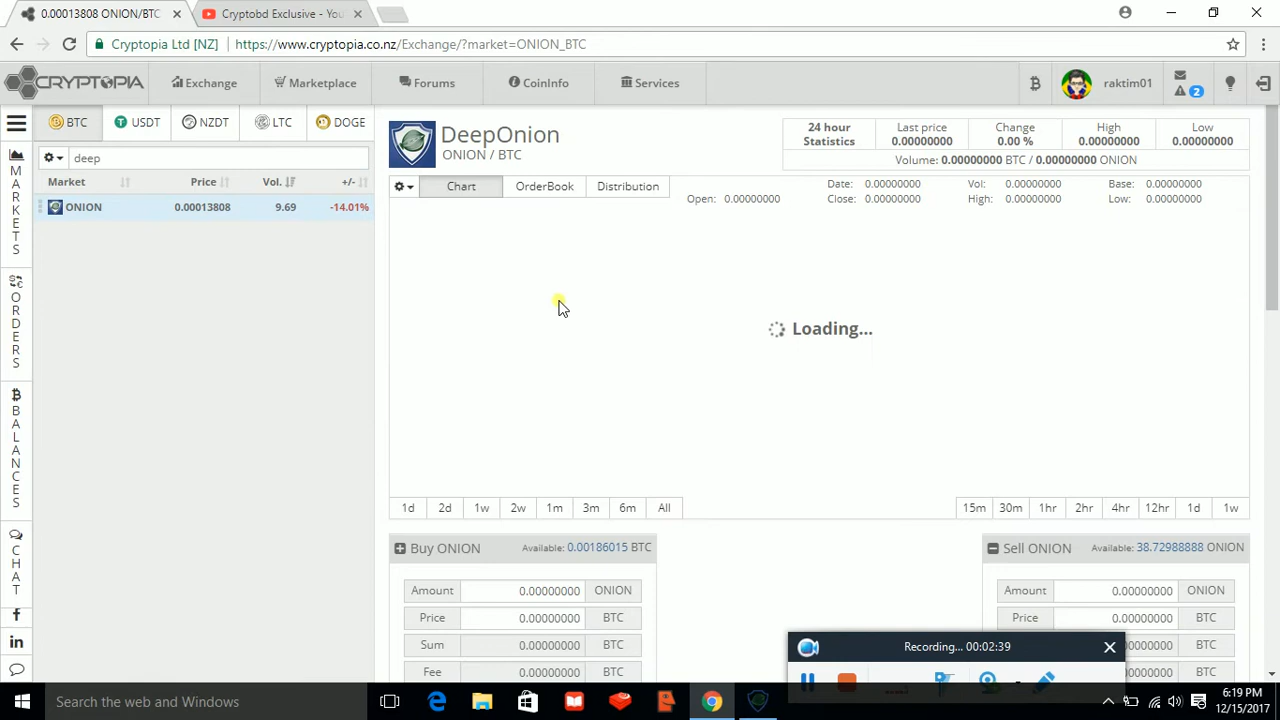 0.00013808 ONION/BTC
Cryptobd Exclusive - You
Cryptopia Ltd [NZ]
https://www.cryptopia.co.nz/Exchange/?market=ONION_BTC
CRYPTOPIA
Exchange
Marketplace
Forums
CoinInfo
Services
raktim01
2
BTC
USDT
NZDT
LTC
DOGE
deep
Market
Price
Vol.
+/-
ONION
0.00013808
9.69
-14.01%
MARKETS
ORDERS
BALANCES
CHAT
DeepOnion
ONION / BTC
24 hour
Statistics
Last price
0.00000000
Change
0.00 %
High
0.00000000
Low
0.00000000
Volume: 0.00000000 BTC / 0.00000000 ONION
Chart
OrderBook
Distribution
Date: 0.00000000
Vol: 0.00000000
Base: 0.00000000
Open: 0.00000000
Close: 0.00000000
High: 0.00000000
Low: 0.00000000
Loading...
1d
2d
1w
2w
1m
3m
6m
All
15m
30m
1hr
2hr
4hr
12hr
1d
1w
Buy ONION
Available: 0.00186015 BTC
Amount
0.00000000
ONION
Price
0.00000000
BTC
Sum
0.00000000
BTC
Fee
0.00000000
BTC
Sell ONION
Available: 38.72988888 ONION
Amount
0.00000000
ONION
Price
0.00000000
BTC
BTC
BTC
Recording... 00:02:39
Search the web and Windows
6:19 PM
12/15/2017